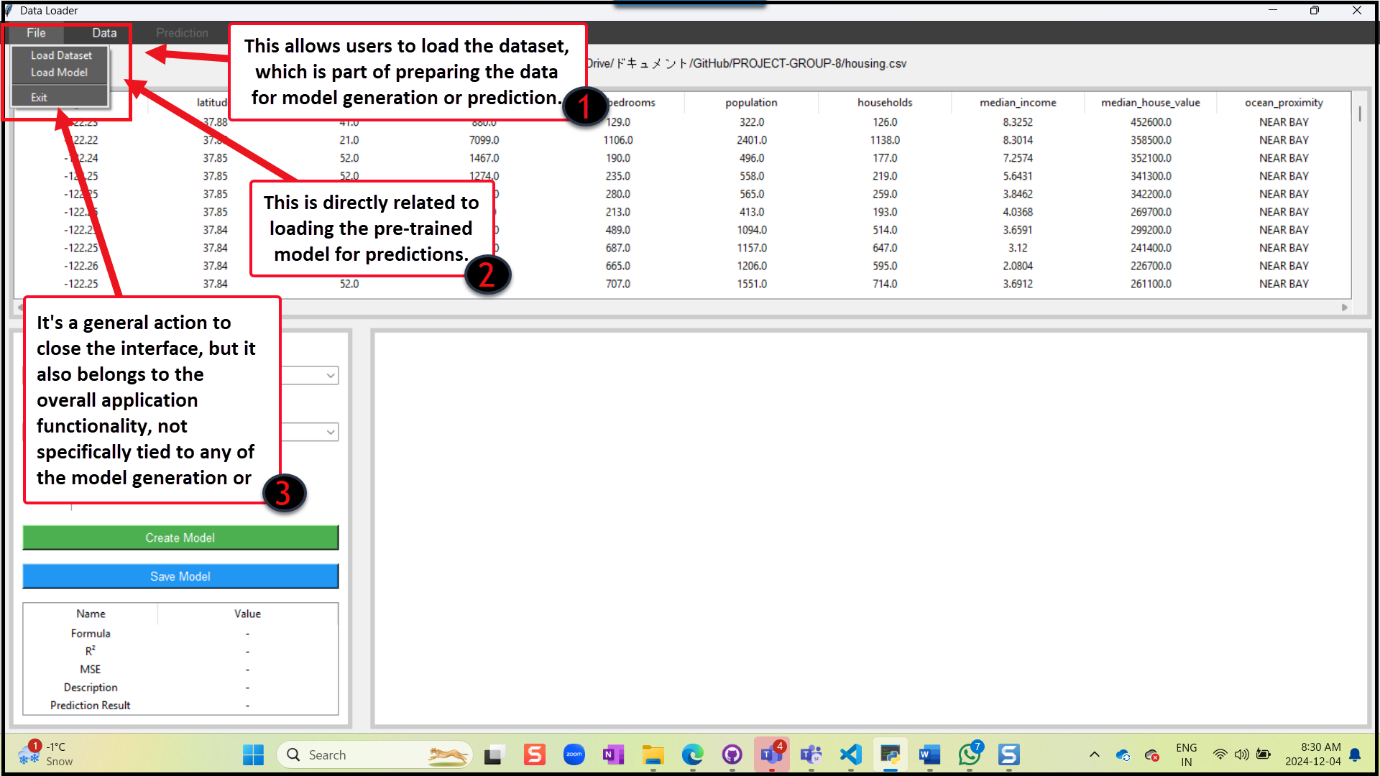 Data Loader
File Data Prediction
Load Dataset
Load Model
Exit
This allows users to load the dataset,
which is part of preparing the data
for model generation or prediction.
1
Drive/ドキュメント/GitHub/PROJECT-GROUP-8/housing.csv
latitud bedrooms population households median_income median_house_value ocean_proximity
-122.23 37.88 41.0 880.0 129.0 322.0 126.0 8.3252 452600.0 NEAR BAY
-122.22 21.0 7099.0 1106.0 2401.0 1138.0 8.3014 358500.0 NEAR BAY
37.85 52.0 1467.0 190.0 496.0 177.0 7.2574 352100.0 NEAR BAY
37.85 52.0 1274.0 235.0 558.0 219.0 5.6431 341300.0 NEAR BAY
37.85 280.0 565.0 259.0 3.8462 342200.0 NEAR BAY
37.85 213.0 413.0 193.0 4.0368 269700.0 NEAR BAY
37.84 489.0 1094.0 514.0 3.6591 299200.0 NEAR BAY
-122.25 37.84 687.0 1157.0 647.0 3.12 241400.0 NEAR BAY
-122.26 37.84 665.0 1206.0 595.0 2.0804 226700.0 NEAR BAY
-122.25 37.84 52.0 707.0 1551.0 714.0 3.6912 261100.0 NEAR BAY
This is directly related to
loading the pre-trained
model for predictions.
2
It's a general action to
close the interface, but it
also belongs to the
overall application
functionality, not
specifically tied to any of
the model generation or
3
Create Model
Save Model
Name Value
Formula -
R² -
MSE -
Description -
Prediction Result -
1
-1°C
Snow
Search
zoom
4
7
ENG
IN
8:30 AM
2024-12-04